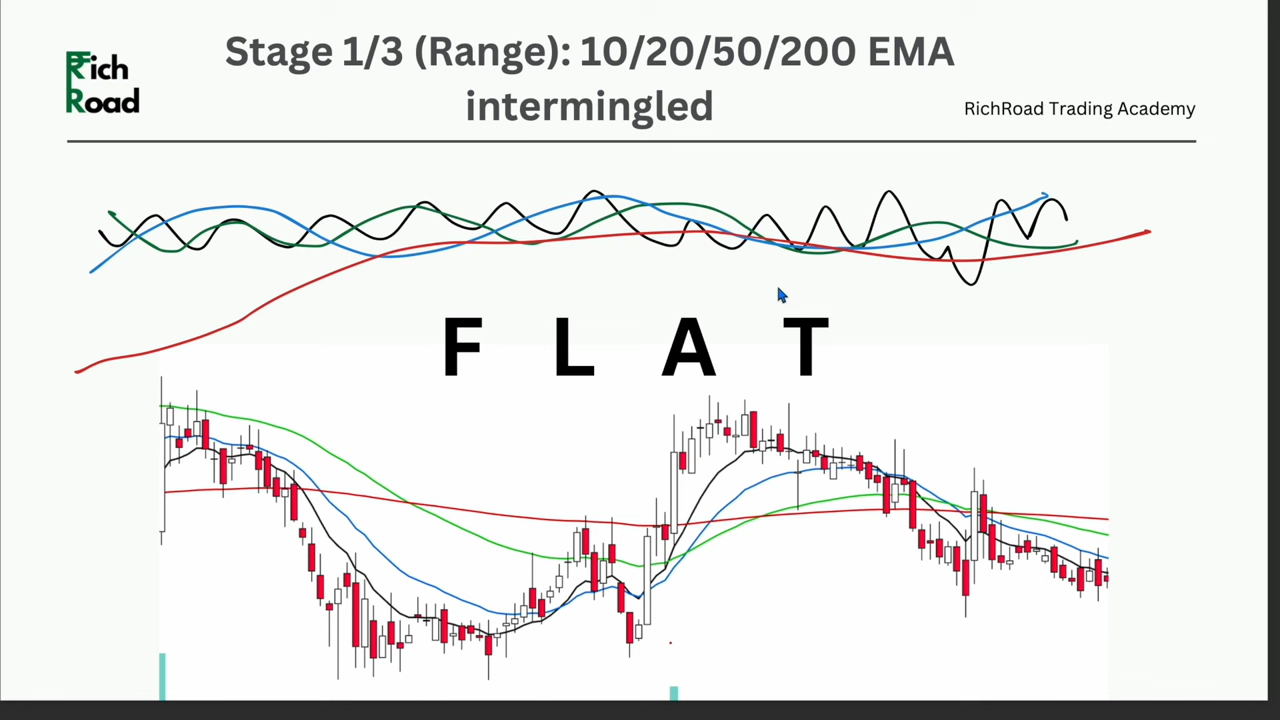 Stage 1/3 (Range): 10/20/50/200 EMA
intermingled
₹ich
Road
RichRoad Trading Academy
F L A T